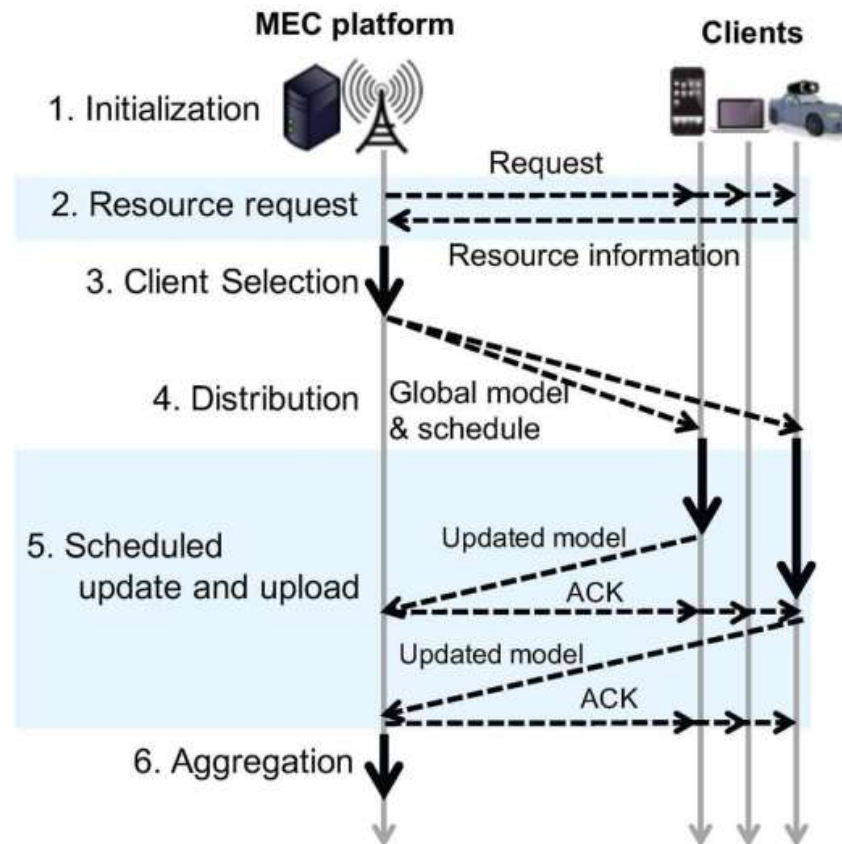 MEC platform
Clients
1. Initialization
Request
2. Resource request
Resource information
3. Client Selection
4. Distribution
Global model
& schedule
5. Scheduled
update and upload
Updated model
ACK
Updated model
ACK
6. Aggregation